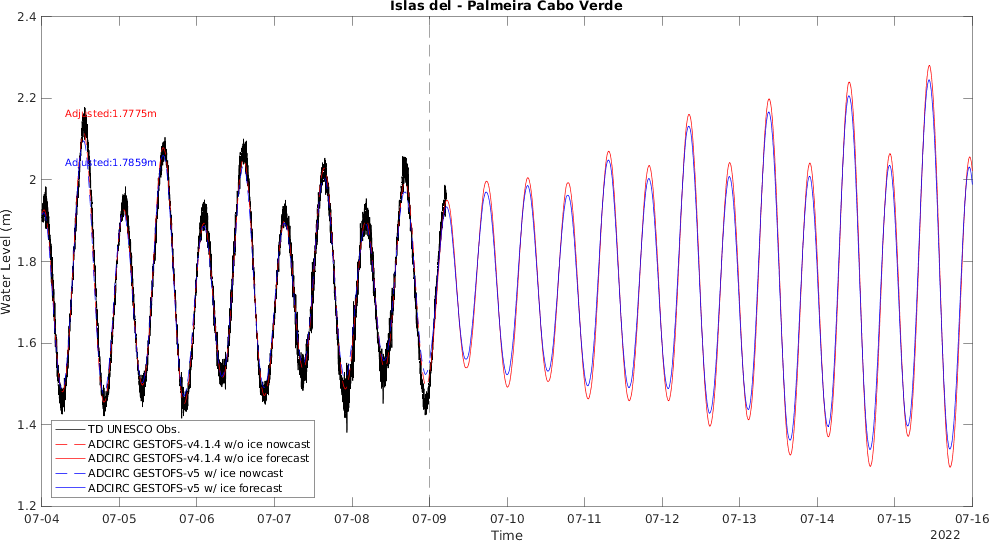 Islas del - Palmeira Cabo Verde
2.4
2.2
2
1.8
1.6
1.4
1.2
Water Level (m)
Adjusted:1.7775m
Adjusted:1.7859m
TD UNESCO Obs.
ADCIRC GESTOFS-v4.1.4 w/o ice nowcast
ADCIRC GESTOFS-v4.1.4 w/o ice forecast
ADCIRC GESTOFS-v5 w/ ice nowcast
ADCIRC GESTOFS-v5 w/ ice forecast
07-04 07-05 07-06 07-07 07-08 07-09 07-10 07-11 07-12 07-13 07-14 07-15 07-16
Time
2022